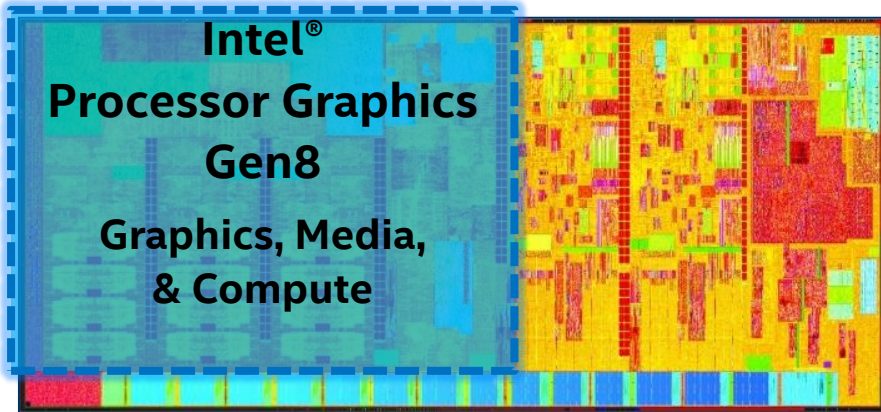 Intel®
Processor Graphics
Gen8
Graphics, Media,
& Compute